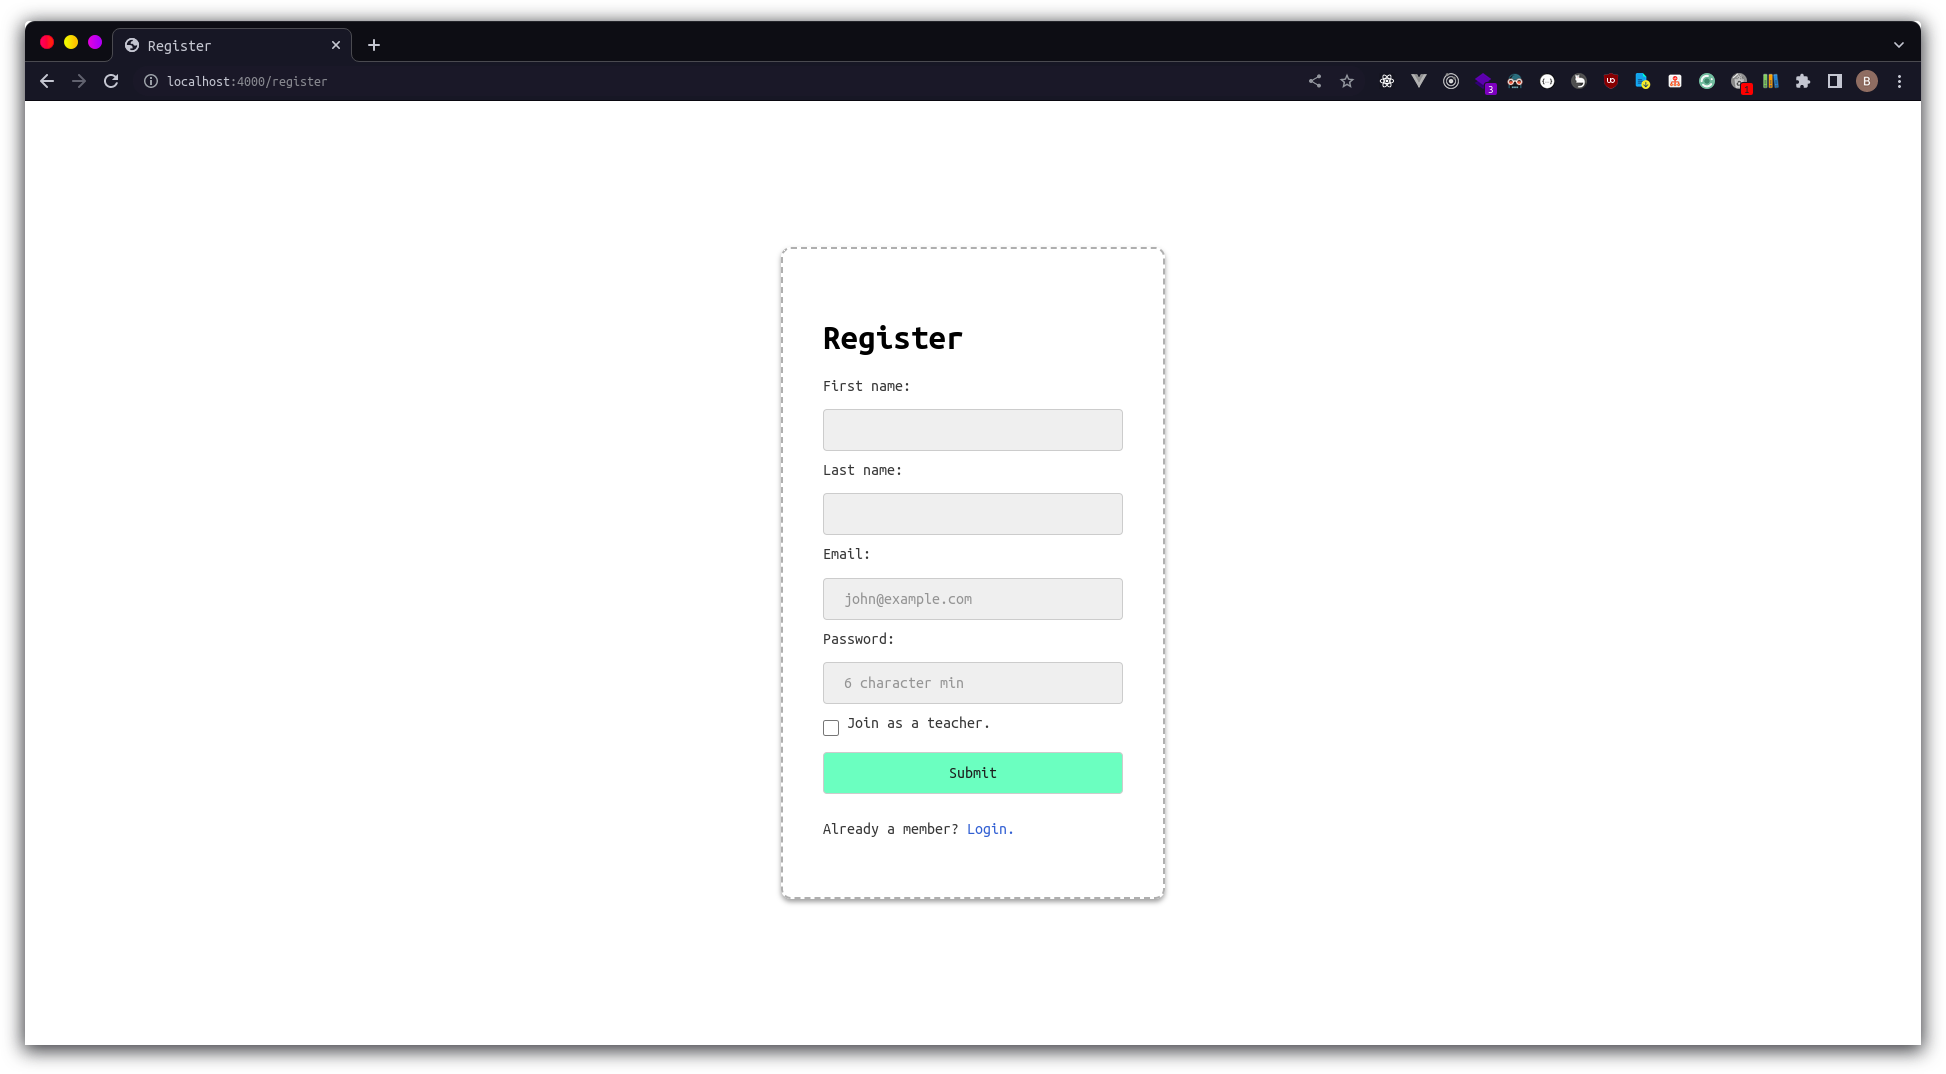 Register
localhost:4000/register
3
1
B
Register
First name:
Last name:
Email:
john@example.com
Password:
6 character min
Join as a teacher.
Submit
Already a member? Login.